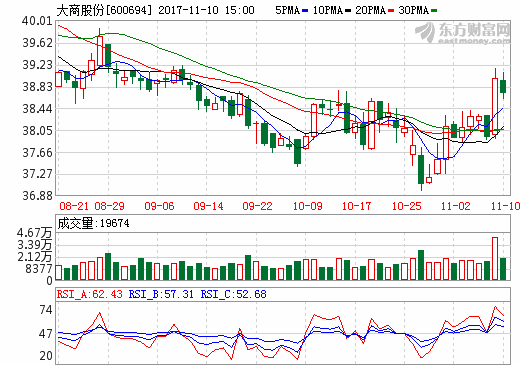 大商股份[600694] 2017-11-10 15:00 5PMA 10PMA 20PMA 30PMA
东方财富网
eastmoney.com
40.01
39.62
39.23
38.83
38.44
38.05
37.66
37.27
36.88
08-21 08-29 09-06 09-14 09-22 10-09 10-17 10-25 11-02 11-10
成交量:19674
4.67万
3.39万
2.12万
8377
0
RSI_A:62.43 RSI_B:57.31 RSI_C:52.68
74
47
20